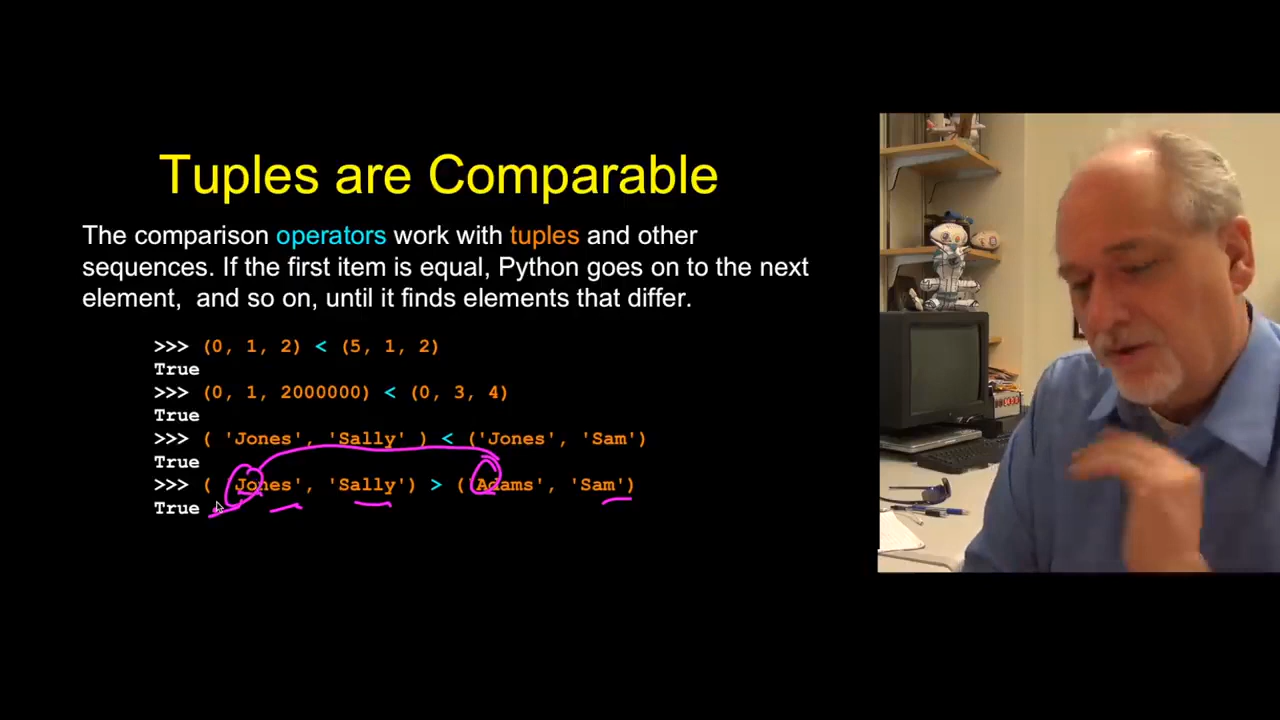 Tuples are Comparable
The comparison operators work with tuples and other
sequences. If the first item is equal, Python goes on to the next
element,  and so on, until it finds elements that differ.
>>> (0, 1, 2) < (5, 1, 2)
True
>>> (0, 1, 2000000) < (0, 3, 4)
True
>>> ( 'Jones', 'Sally' ) < ('Jones', 'Sam')
True
>>> ( 'Jones', 'Sally') > ('Adams', 'Sam')
True